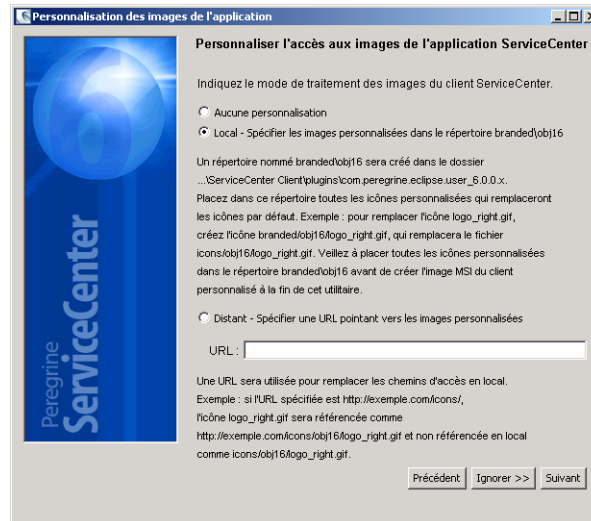 Personnalisation des images de l'application
Personnaliser l'accès aux images de l'application ServiceCenter
Indiquez le mode de traitement des images du client ServiceCenter.
Aucune personnalisation
Local - Spécifier les images personnalisées dans le répertoire branded\obj16
Un répertoire nommé branded\obj16 sera créé dans le dossier
...\ServiceCenter Client\plugins\com.peregrine.eclipse.user_6.0.0.x.
Placez dans ce répertoire toutes les icônes personnalisées qui remplaceront
les icônes par défaut. Exemple : pour remplacer l'icône logo_right.gif,
créez l'icône branded/obj16/logo_right.gif, qui remplacera le fichier
icons/obj16/logo_right.gif. Veillez à placer toutes les icônes personnalisées
dans le répertoire branded\obj16 avant de créer l'image MSI du client
personnalisé à la fin de cet utilitaire.
Distant - Spécifier une URL pointant vers les images personnalisées
URL :
Une URL sera utilisée pour remplacer les chemins d'accès en local.
Exemple : si l'URL spécifiée est http://exemple.com/icons/,
l'icône logo_right.gif sera référencée comme
http://exemple.com/icons/obj16/logo_right.gif et non référencée en local
comme icons/obj16/logo_right.gif.
Précédent Ignorer >> Suivant
6
Peregrine
ServiceCenter